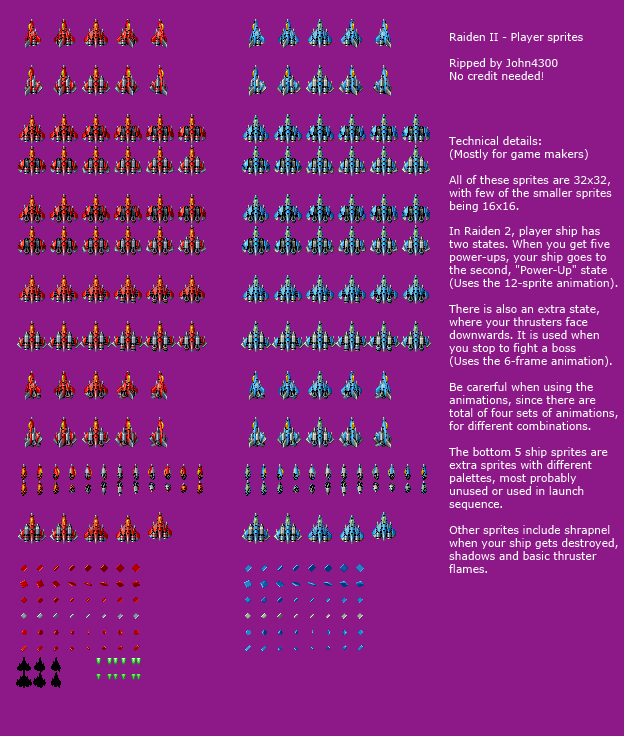 Raiden II - Player sprites
Ripped by John4300
No credit needed!
Technical details:
(Mostly for game makers)
All of these sprites are 32x32,
with few of the smaller sprites
being 16x16.
In Raiden 2, player ship has
two states. When you get five
power-ups, your ship goes to
the second, "Power-Up" state
(Uses the 12-sprite animation).
There is also an extra state,
where your thrusters face
downwards. It is used when
you stop to fight a boss
(Uses the 6-frame animation).
Be carerful when using the
animations, since there are
total of four sets of animations,
for different combinations.
The bottom 5 ship sprites are
extra sprites with different
palettes, most probably
unused or used in launch
sequence.
Other sprites include shrapnel
when your ship gets destroyed,
shadows and basic thruster
flames.